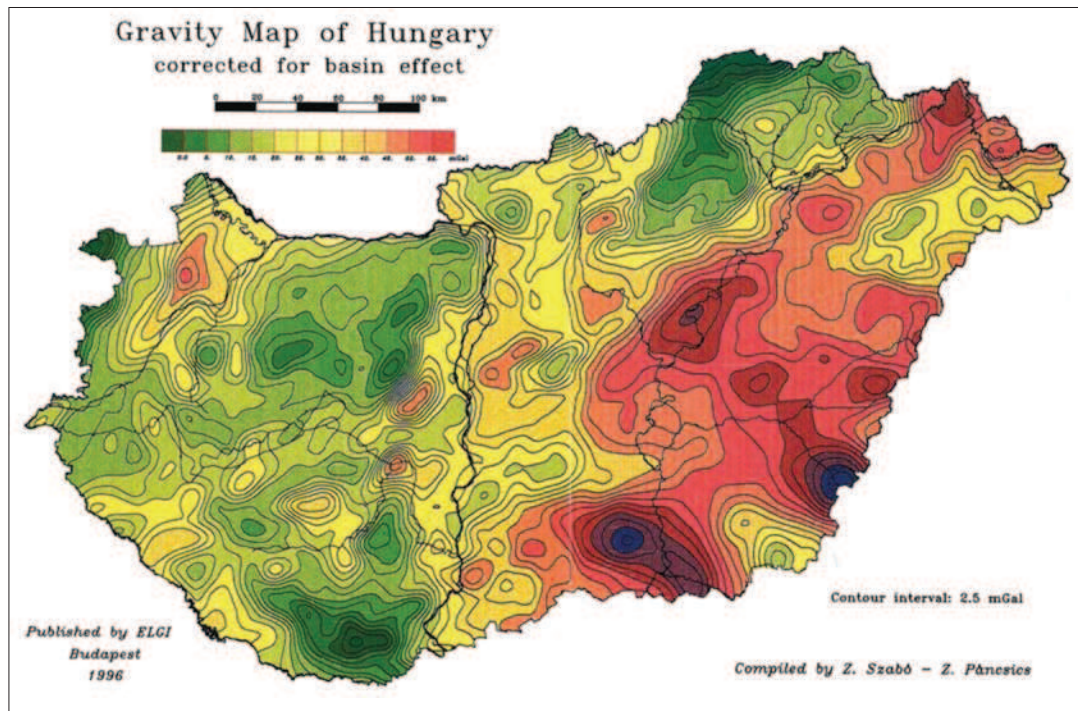 Gravity Map of Hungary
corrected for basin effect
0 20 40 60 80 100 km
mGal
Contour interval: 2.5 mGal
Published by ELGI
Budapest
1996
Compiled by Z. Szabó - Z. Páncsics